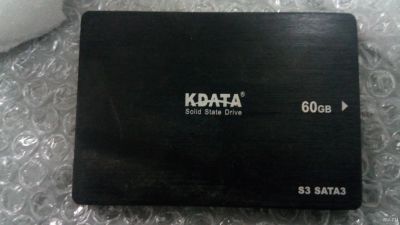 KDATA®
Solid State Drive
60GB
S3 SATA3